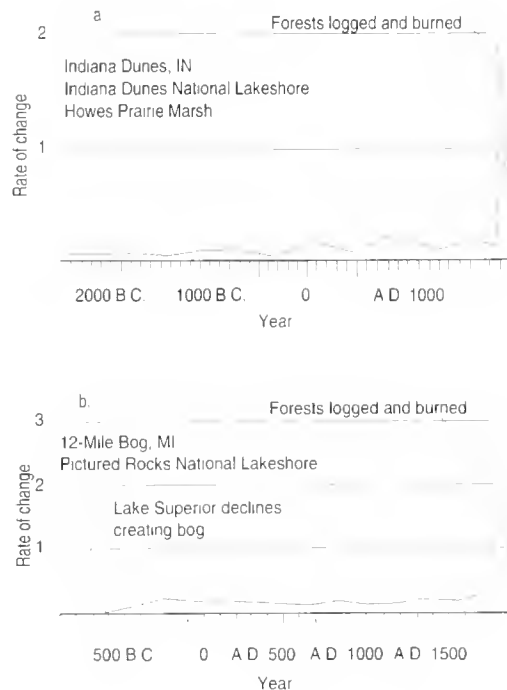 a
Forests logged and burned
2
Indiana Dunes, IN
Indiana Dunes National Lakeshore
Howes Prairie Marsh
Rate of change
1
2000 B C. 1000 B C. 0 A D 1000
Year
b.
Forests logged and burned
3
12-Mile Bog, MI
Pictured Rocks National Lakeshore
2
Rate of change
Lake Superior declines
creating bog
1
500 B C 0 A D 500 A D 1000 A D 1500
Year